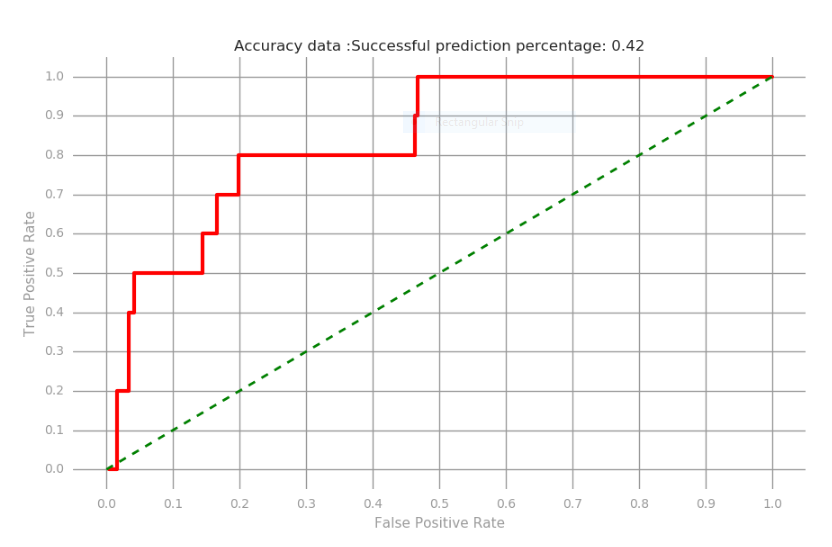 Accuracy data :Successful prediction percentage: 0.42
1.0
0.9
Rectangular Snip
0.8
0.7
0.6
0.5
0.4
0.3
0.2
0.1
0.0
True Positive Rate
0.0 0.1 0.2 0.3 0.4 0.5 0.6 0.7 0.8 0.9 1.0
False Positive Rate